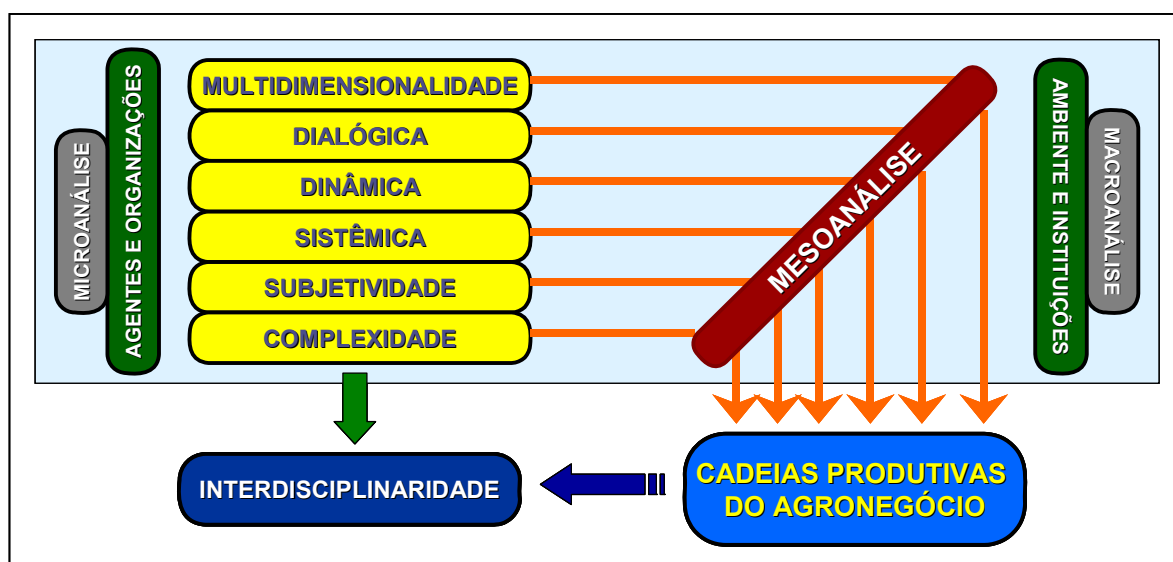 MICROANÁLISE
AGENTES E ORGANIZAÇÕES
MULTIDIMENSIONALIDADE
DIALÓGICA
DINÂMICA
SISTÊMICA
SUBJETIVIDADE
COMPLEXIDADE
MESOANÁLISE
AMBIENTE E INSTITUIÇÕES
MACROANÁLISE
INTERDISCIPLINARIDADE
CADEIAS PRODUTIVAS
DO AGRONEGÓCIO